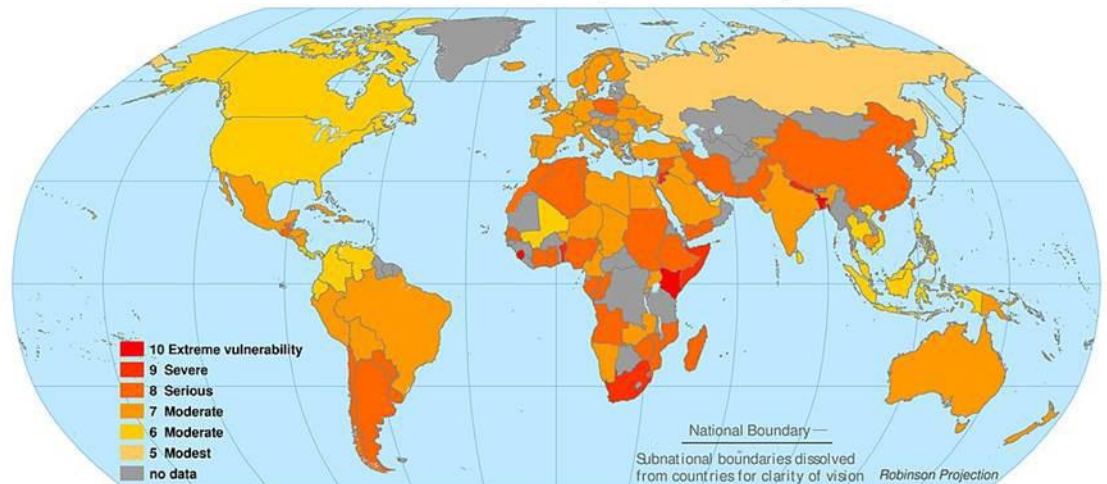 10 Extreme vulnerability
9 Severe
8 Serious
7 Moderate
6 Moderate
5 Modest
no data
National Boundary
Subnational boundaries dissolved
from countries for clarity of vision
Robinson Projection